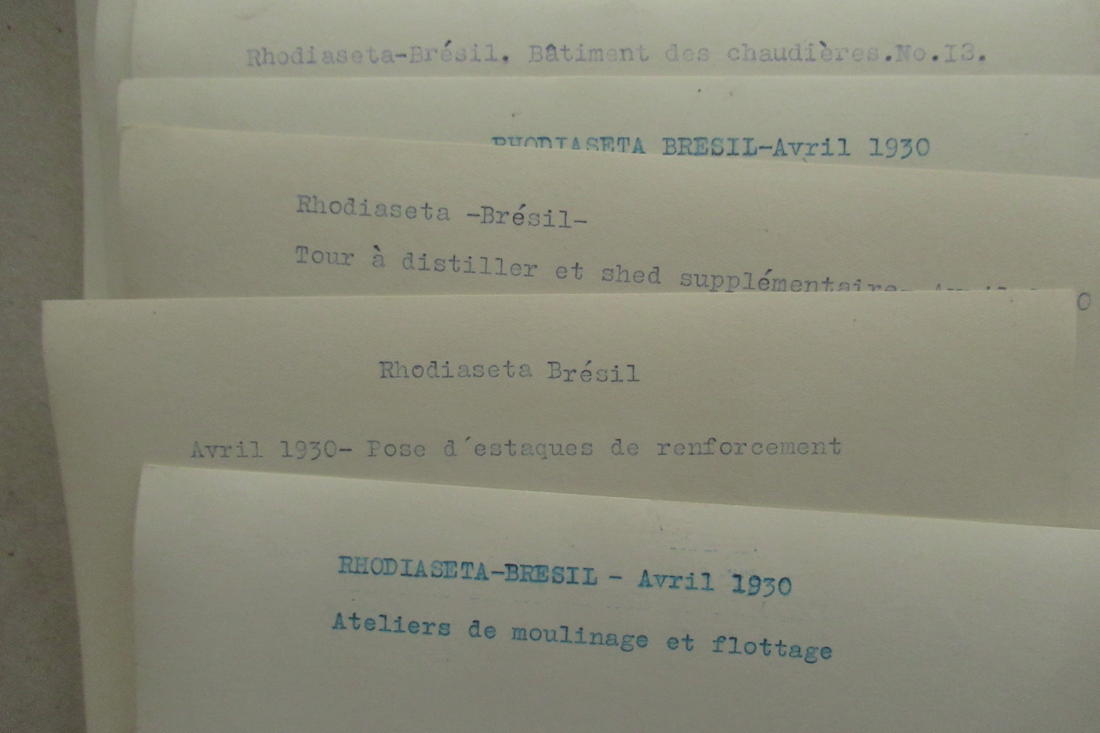 Rhodiaseta-Brésil. Bâtiment des chaudières.No.I3.
RHODIASETA BRESIL-Avril 1930
Rhodiaseta -Brésil-
Tour à distiller et shed supplémentaire-
Rhodiaseta Brésil
Avril 1930- Pose d´estaques de renforcement
RHODIASETA-BRESIL - Avril 1930
Ateliers de moulinage et flottage